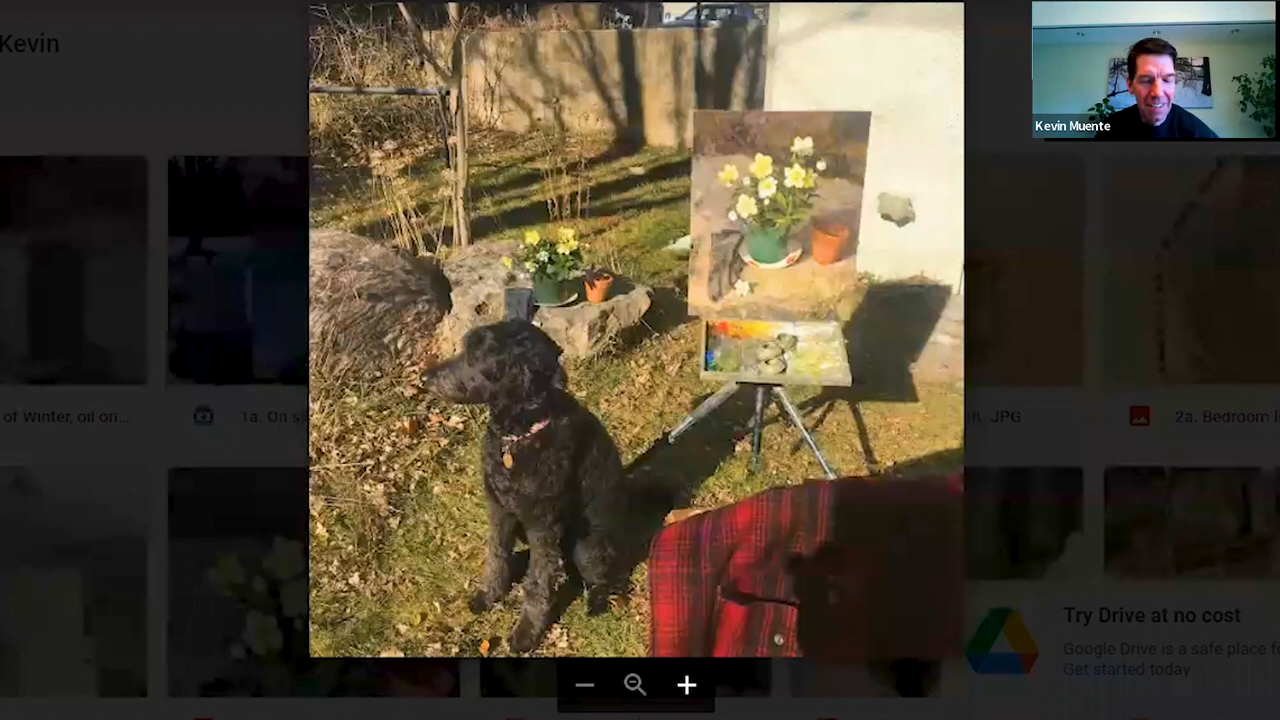 Kevin
Kevin Muente
of Winter, oil on...
1a. On si
JPG
2a. Bedroom
Try Drive at no cost
Google Drive is a safe place f
Get started today